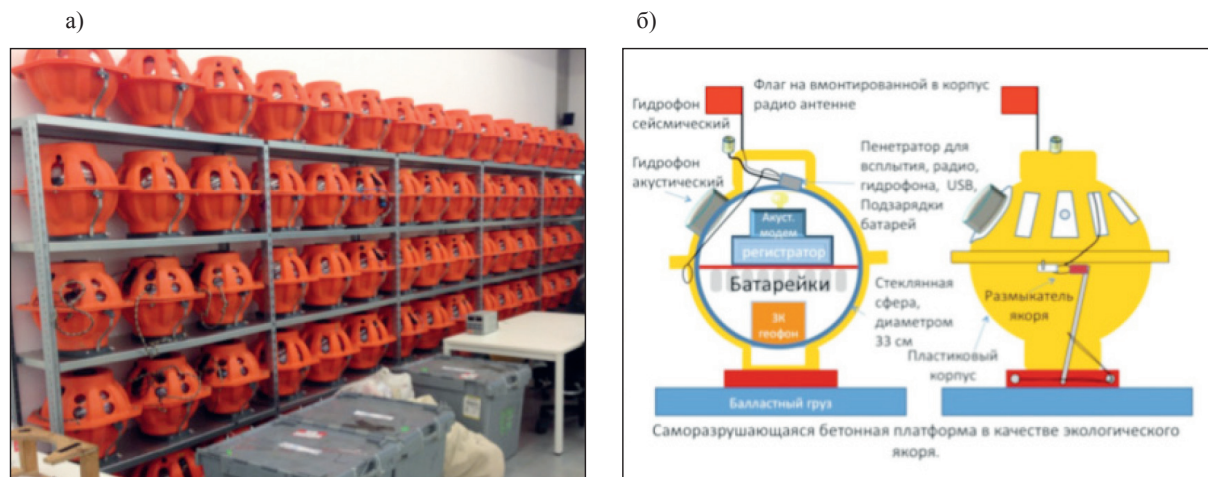 а)
б)
Флаг на вмонтированной в корпус
радио антенне
Гидрофон
сейсмический
Гидрофон
акустический
Пенетратор для
всплытия, радио,
гидрофона, USB,
Подзарядки
батарей
Акуст.
модем
регистратор
Батарейки
3К
геофон
Стеклянная
сфера,
диаметром
33 см
Размыкатель
якоря
Пластиковый
корпус
Балластный груз
Саморазрушающаяся бетонная платформа в качестве экологического
якоря.